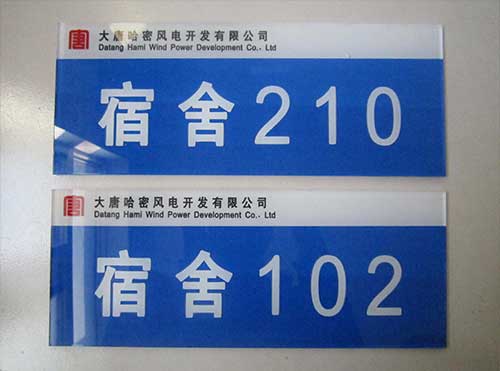 大唐哈密风电开发有限公司
Datang Hami Wind Power Development Co., Ltd
宿舍210
大唐哈密风电开发有限公司
Datang Hami Wind Power Development Co., Ltd
宿舍102